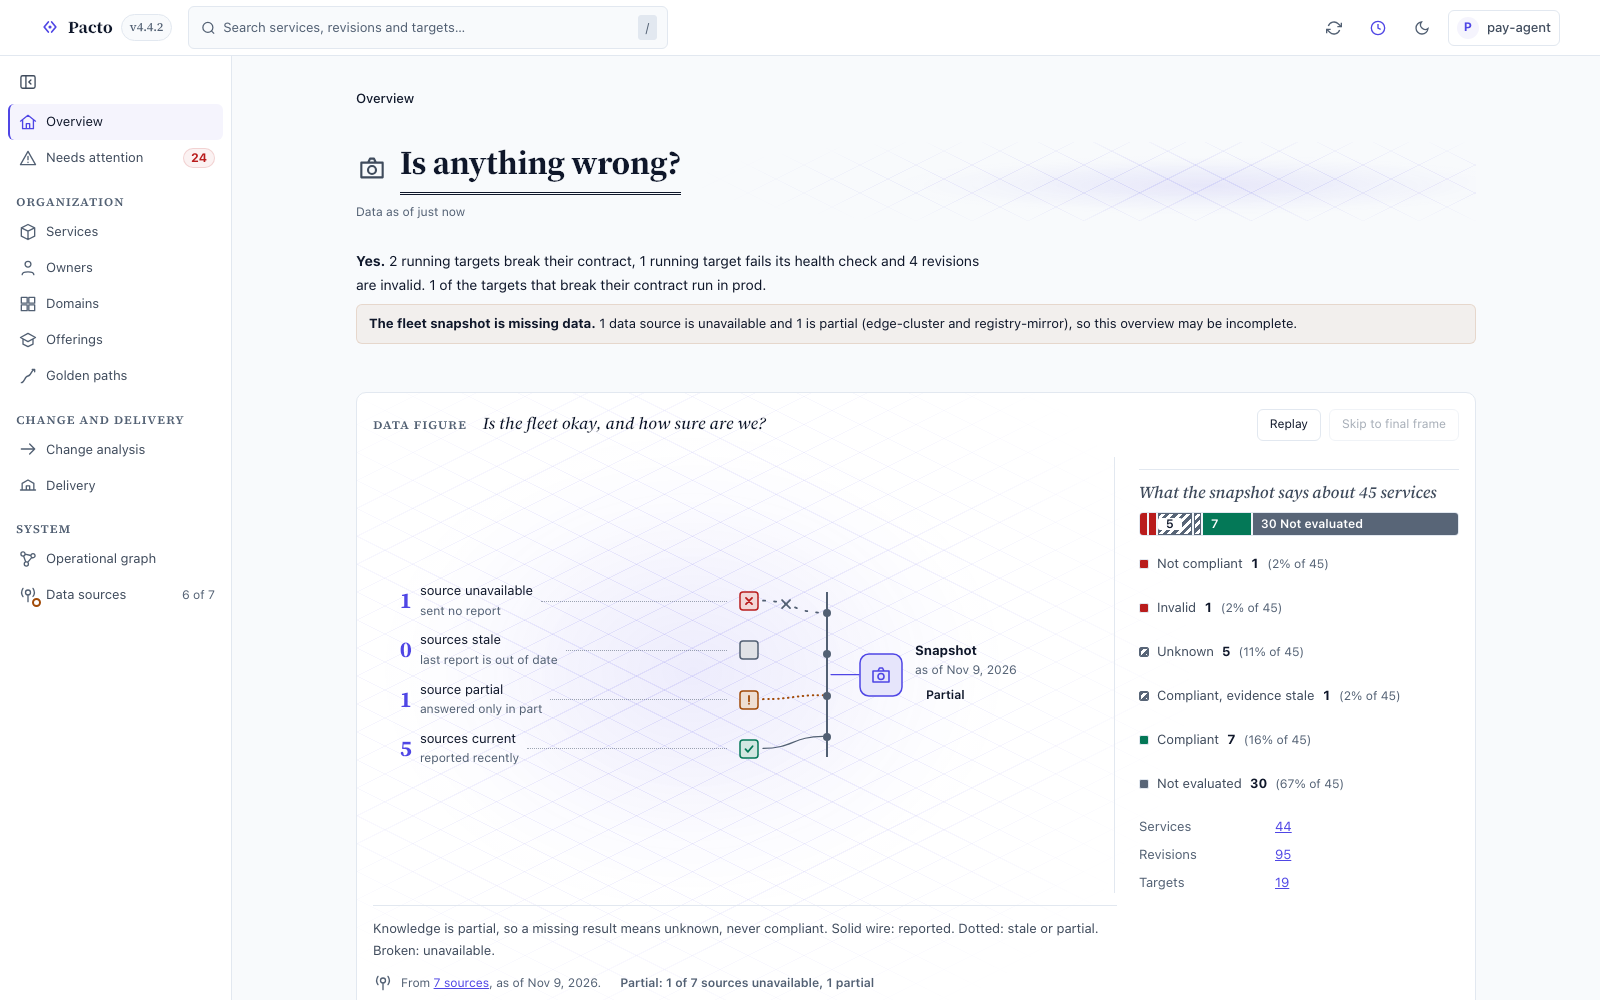 Pacto v4.4.2
Search services, revisions and targets... /
P pay-agent
Overview
Needs attention 24
ORGANIZATION
Services
Owners
Domains
Offerings
Golden paths
CHANGE AND DELIVERY
Change analysis
Delivery
SYSTEM
Operational graph
Data sources 6 of 7
Overview
Is anything wrong?
Data as of just now
Yes. 2 running targets break their contract, 1 running target fails its health check and 4 revisions
are invalid. 1 of the targets that break their contract run in prod.
The fleet snapshot is missing data. 1 data source is unavailable and 1 is partial (edge-cluster and registry-mirror), so this overview may be incomplete.
DATA FIGURE Is the fleet okay, and how sure are we?
Replay
Skip to final frame
1 source unavailable
sent no report
0 sources stale
last report is out of date
1 source partial
answered only in part
5 sources current
reported recently
Snapshot
as of Nov 9, 2026
Partial
What the snapshot says about 45 services
5 7 30 Not evaluated
Not compliant 1 (2% of 45)
Invalid 1 (2% of 45)
Unknown 5 (11% of 45)
Compliant, evidence stale 1 (2% of 45)
Compliant 7 (16% of 45)
Not evaluated 30 (67% of 45)
Services 44
Revisions 95
Targets 19
Knowledge is partial, so a missing result means unknown, never compliant. Solid wire: reported. Dotted: stale or partial.
Broken: unavailable.
From 7 sources, as of Nov 9, 2026. Partial: 1 of 7 sources unavailable, 1 partial